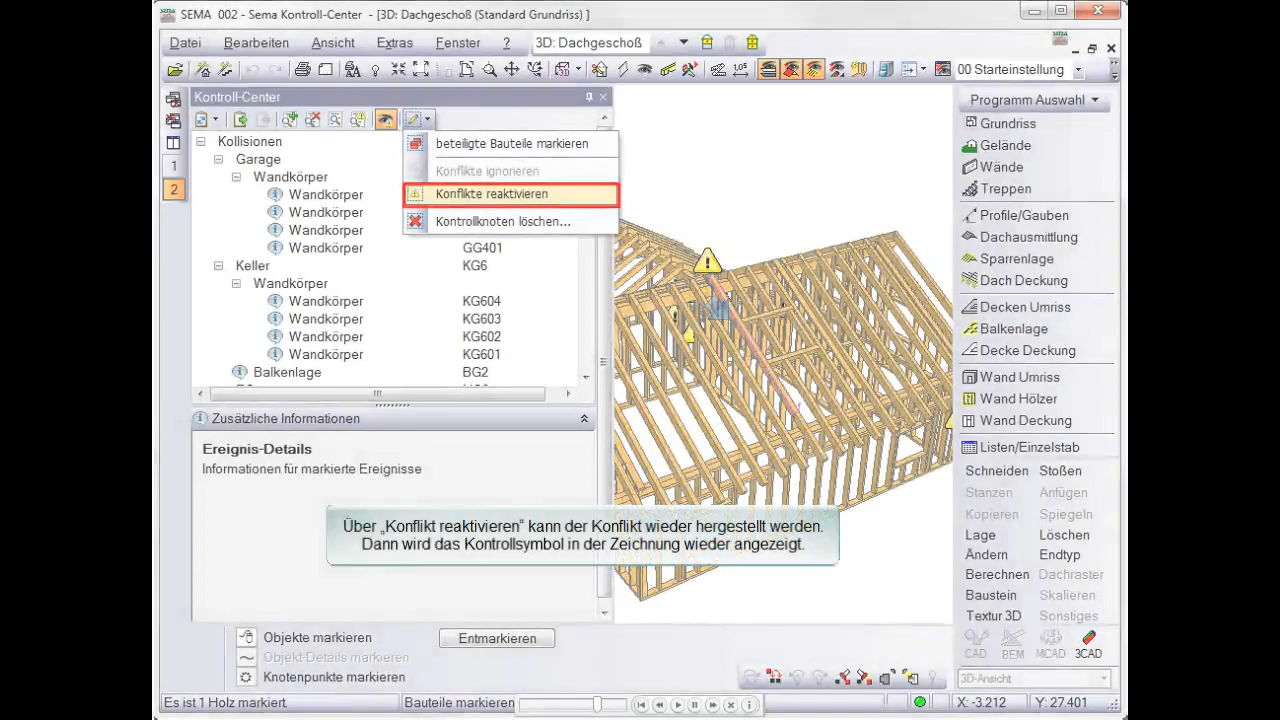 SEMA 002 - Sema Kontroll-Center - [3D: Dachgeschoß (Standard Grundriss) ]
Datei Bearbeiten Ansicht Extras Fenster ? 3D: Dachgeschoß
00 Starteinstellung
Kontroll-Center
Programm Auswahl
1
2
Kollisionen
Garage
Wandkörper
Wandkörper
Wandkörper
Wandkörper
Wandkörper GG401
Keller KG6
Wandkörper
Wandkörper KG604
Wandkörper KG603
Wandkörper KG602
Wandkörper KG601
Balkenlage BG2
beteiligte Bauteile markieren
Konflikte ignorieren
Konflikte reaktivieren
Kontrollknoten löschen...
Zusätzliche Informationen
Ereignis-Details
Informationen für markierte Ereignisse
Über „Konflikt reaktivieren“ kann der Konflikt wieder hergestellt werden.
Dann wird das Kontrollsymbol in der Zeichnung wieder angezeigt.
Grundriss
Gelände
Wände
Treppen
Profile/Gauben
Dachausmittlung
Sparrenlage
Dach Deckung
Decken Umriss
Balkenlage
Decke Deckung
Wand Umriss
Wand Hölzer
Wand Deckung
Listen/Einzelstab
Schneiden Stoßen
Stanzen Anfügen
Kopieren Spiegeln
Lage Löschen
Ändern Endtyp
Berechnen Dachraster
Baustein Skalieren
Textur 3D Sonstiges
CAD BEM MCAD 3CAD
3D-Ansicht
Objekte markieren Entmarkieren
Objekt-Details markieren
Knotenpunkte markieren
Es ist 1 Holz markiert. Bauteile markieren X: -3.212 Y: 27.401